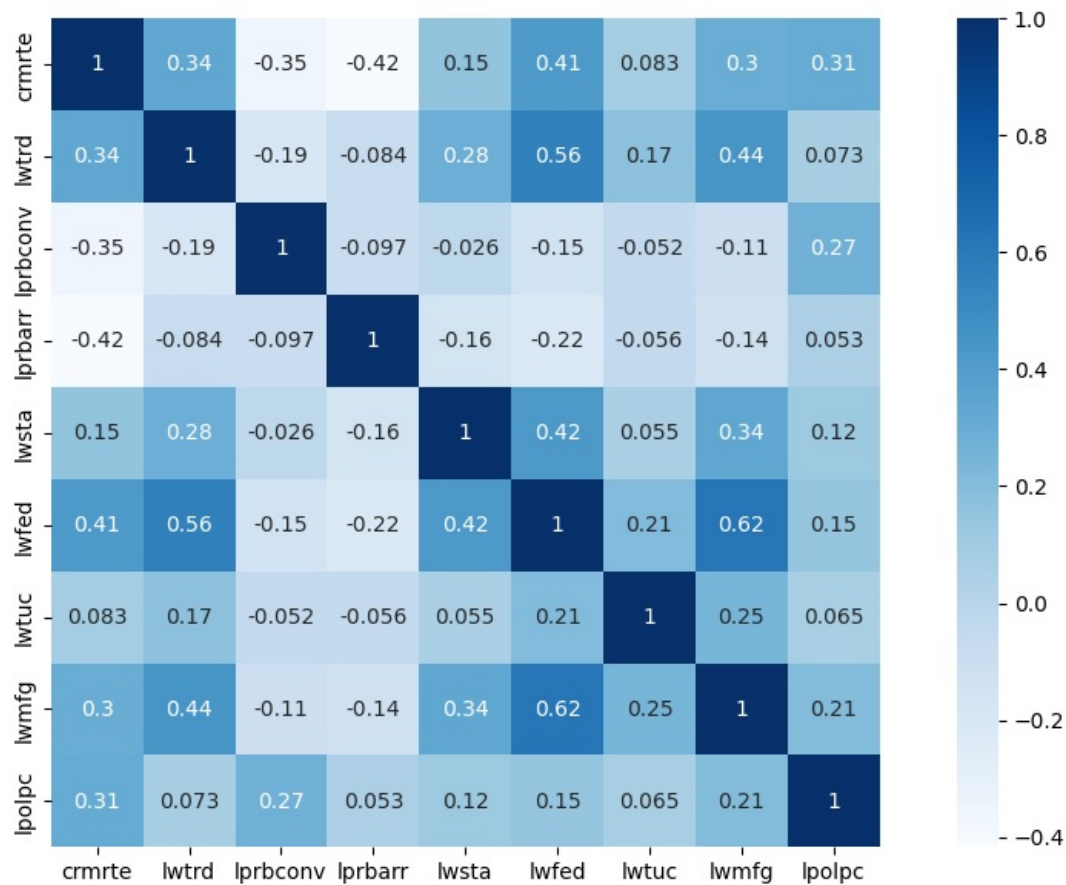 crmrte 1 0.34 -0.35 -0.42 0.15 0.41 0.083 0.3 0.31
lwtrd 0.34 1 -0.19 -0.084 0.28 0.56 0.17 0.44 0.073
lprbconv -0.35 -0.19 1 -0.097 -0.026 -0.15 -0.052 -0.11 0.27
lprbarr -0.42 -0.084 -0.097 1 -0.16 -0.22 -0.056 -0.14 0.053
lwsta 0.15 0.28 -0.026 -0.16 1 0.42 0.055 0.34 0.12
lwfed 0.41 0.56 -0.15 -0.22 0.42 1 0.21 0.62 0.15
lwtuc 0.083 0.17 -0.052 -0.056 0.055 0.21 1 0.25 0.065
lwmfg 0.3 0.44 -0.11 -0.14 0.34 0.62 0.25 1 0.21
lpolpc 0.31 0.073 0.27 0.053 0.12 0.15 0.065 0.21 1
crmrte lwtrd lprbconv lprbarr lwsta lwfed lwtuc lwmfg lpolpc
1.0
0.8
0.6
0.4
0.2
0.0
−0.2
−0.4